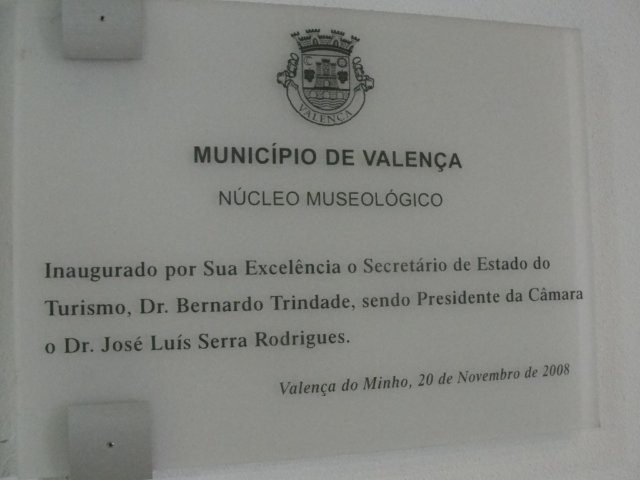 VALENÇA
MUNICÍPIO DE VALENÇA
NÚCLEO MUSEOLÓGICO
Inaugurado por Sua Excelência o Secretário de Estado do
Turismo, Dr. Bernardo Trindade, sendo Presidente da Câmara
o Dr. José Luís Serra Rodrigues.
Valença do Minho, 20 de Novembro de 2008